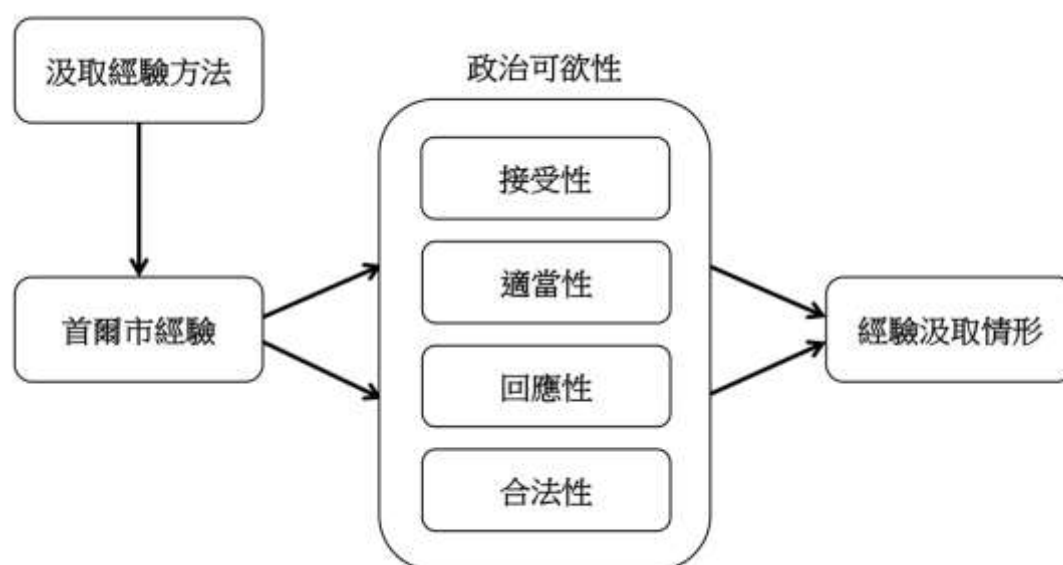 汲取經驗方法
政治可欲性
接受性
適當性
首爾市經驗
經驗汲取情形
回應性
合法性